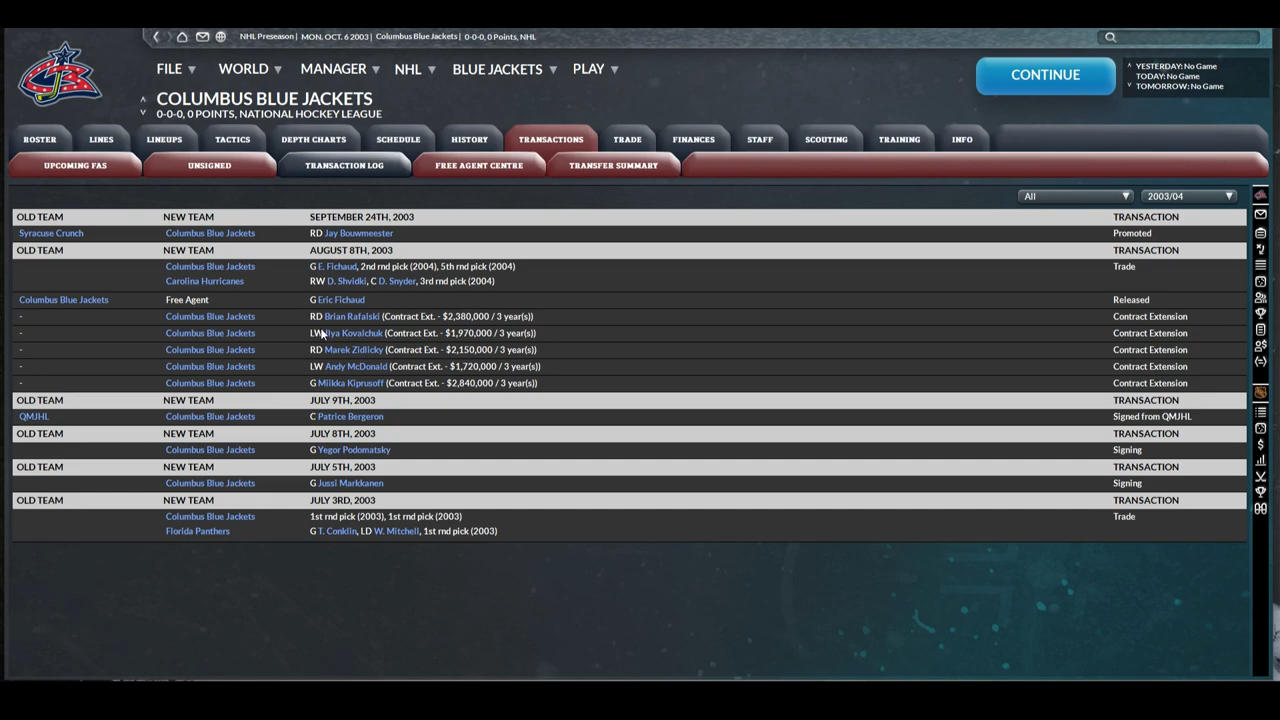 NHL Preseason | MON. OCT. 6 2003 | Columbus Blue Jackets | 0-0-0, 0 Points, NHL
FILE WORLD MANAGER NHL BLUE JACKETS PLAY
CONTINUE
YESTERDAY: No Game
TODAY: No Game
TOMORROW: No Game
COLUMBUS BLUE JACKETS
0-0-0, 0 POINTS, NATIONAL HOCKEY LEAGUE
ROSTER LINES LINEUPS TACTICS DEPTH CHARTS SCHEDULE HISTORY TRANSACTIONS TRADE FINANCES STAFF SCOUTING TRAINING INFO
UPCOMING FAS UNSIGNED TRANSACTION LOG FREE AGENT CENTRE TRANSFER SUMMARY
All 2003/04
OLD TEAM NEW TEAM SEPTEMBER 24TH, 2003 TRANSACTION
Syracuse Crunch Columbus Blue Jackets RD Jay Bouwmeester Promoted
OLD TEAM NEW TEAM AUGUST 8TH, 2003 TRANSACTION
Columbus Blue Jackets G E. Fichaud, 2nd rnd pick (2004), 5th rnd pick (2004) Trade
Carolina Hurricanes RW D. Shvidki, C D. Snyder, 3rd rnd pick (2004)
Columbus Blue Jackets Free Agent G Eric Fichaud Released
- Columbus Blue Jackets RD Brian Rafalski (Contract Ext. - $2,380,000 / 3 year(s)) Contract Extension
- Columbus Blue Jackets LW Ilya Kovalchuk (Contract Ext. - $1,970,000 / 3 year(s)) Contract Extension
- Columbus Blue Jackets RD Marek Zidlicky (Contract Ext. - $2,150,000 / 3 year(s)) Contract Extension
- Columbus Blue Jackets LW Andy McDonald (Contract Ext. - $1,720,000 / 3 year(s)) Contract Extension
- Columbus Blue Jackets G Miikka Kiprusoff (Contract Ext. - $2,840,000 / 3 year(s)) Contract Extension
OLD TEAM NEW TEAM JULY 9TH, 2003 TRANSACTION
QMJHL Columbus Blue Jackets C Patrice Bergeron Signed from QMJHL
OLD TEAM NEW TEAM JULY 8TH, 2003 TRANSACTION
Columbus Blue Jackets G Yegor Podomatsky Signing
OLD TEAM NEW TEAM JULY 5TH, 2003 TRANSACTION
Columbus Blue Jackets G Jussi Markkanen Signing
OLD TEAM NEW TEAM JULY 3RD, 2003 TRANSACTION
Columbus Blue Jackets 1st rnd pick (2003), 1st rnd pick (2003) Trade
Florida Panthers G T. Conklin, LD W. Mitchell, 1st rnd pick (2003)